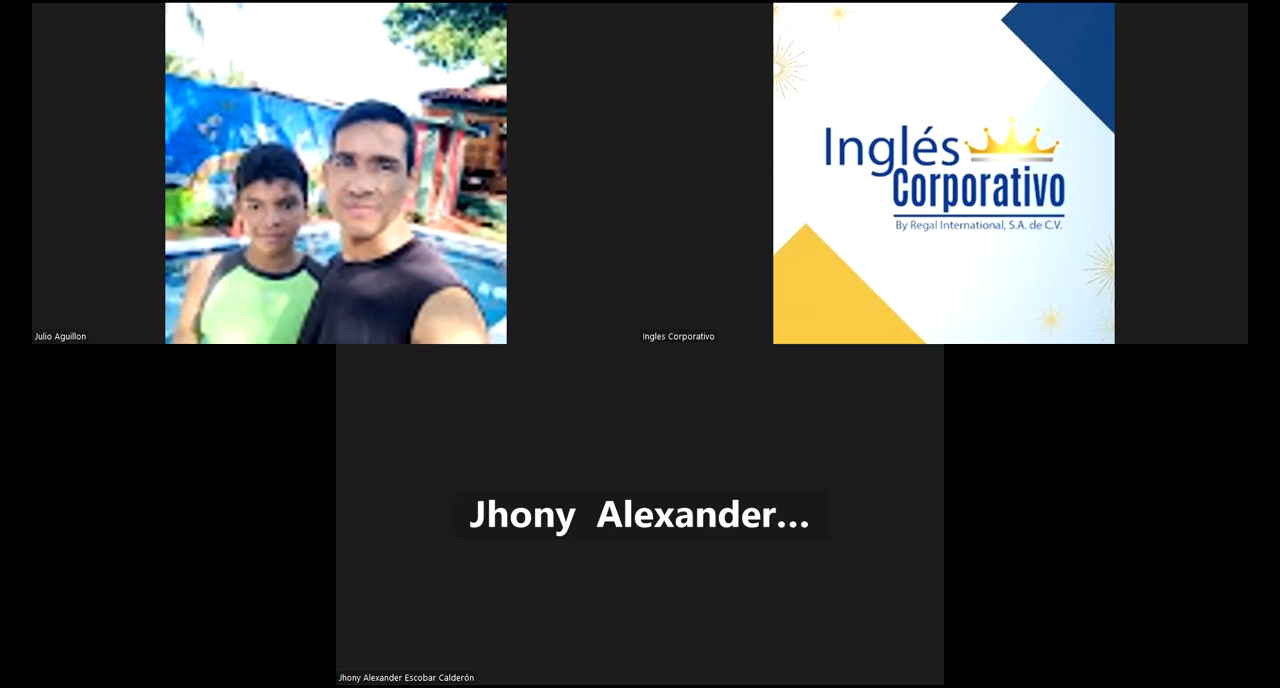 Julio Aguillon
Inglés
Corporativo
By Regal International, S.A. de C.V.
Ingles Corporativo
Jhony Alexander...
Jhony Alexander Escobar Calderón